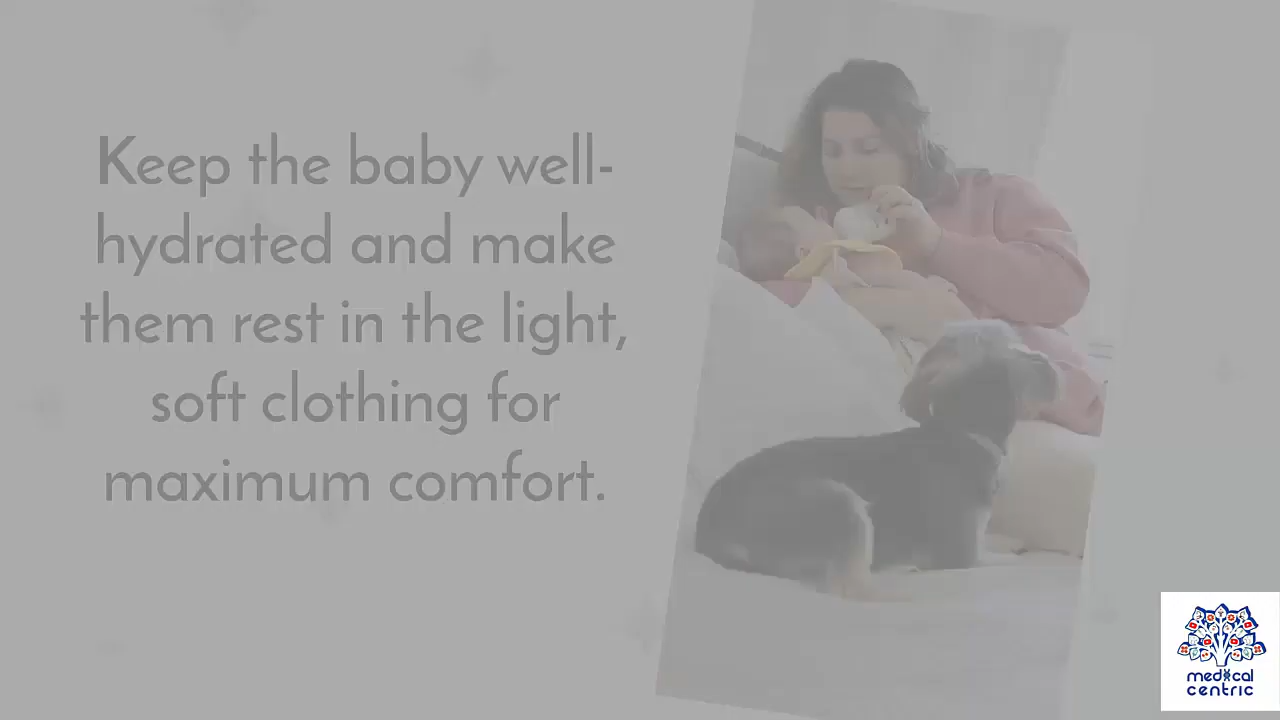 Keep the baby well-
hydrated and make
them rest in the light,
soft clothing for
maximum comfort.
medical
centric